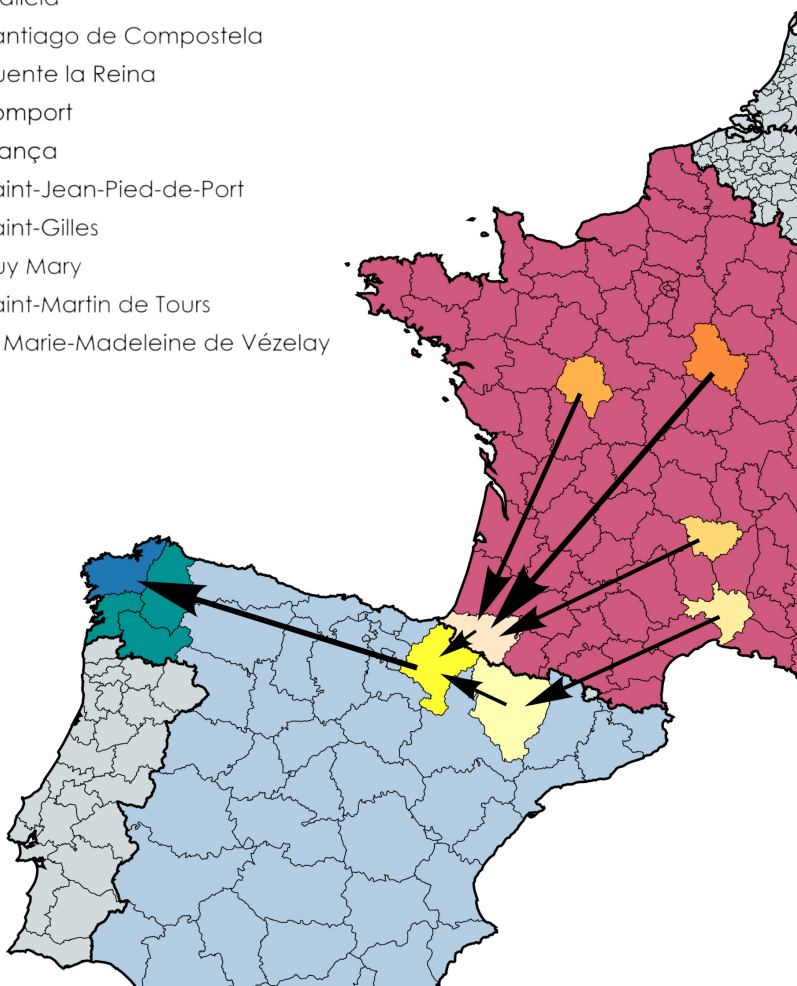 alicia
antiago de Compostela
uente la Reina
omport
ança
aint-Jean-Pied-de-Port
aint-Gilles
uy Mary
aint-Martin de Tours
Marie-Madeleine de Vézelay